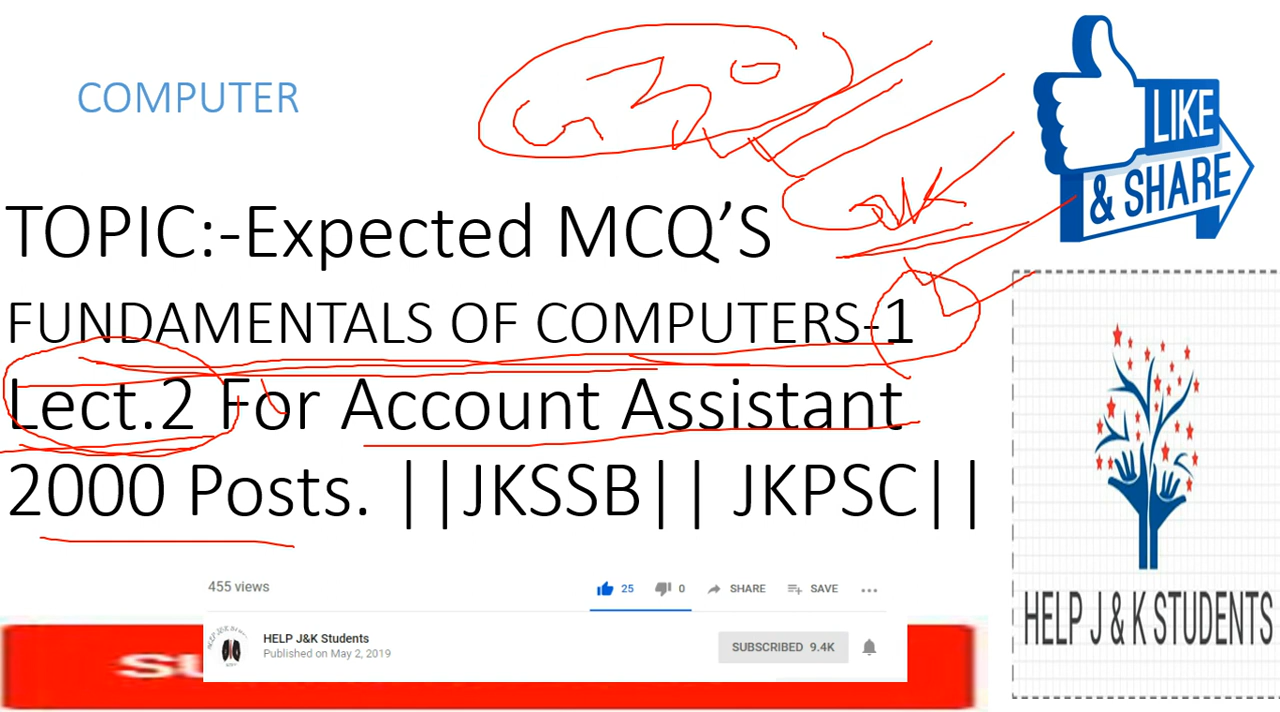 COMPUTER
LIKE
& SHARE
TOPIC:-Expected MCQ’S
FUNDAMENTALS OF COMPUTERS-1
Lect.2 For Account Assistant
2000 Posts. ||JKSSB|| JKPSC||
455 views
25
0
SHARE
SAVE
HELP J&K Students
Published on May 2, 2019
SUBSCRIBED 9.4K
HELP J & K STUDENTS